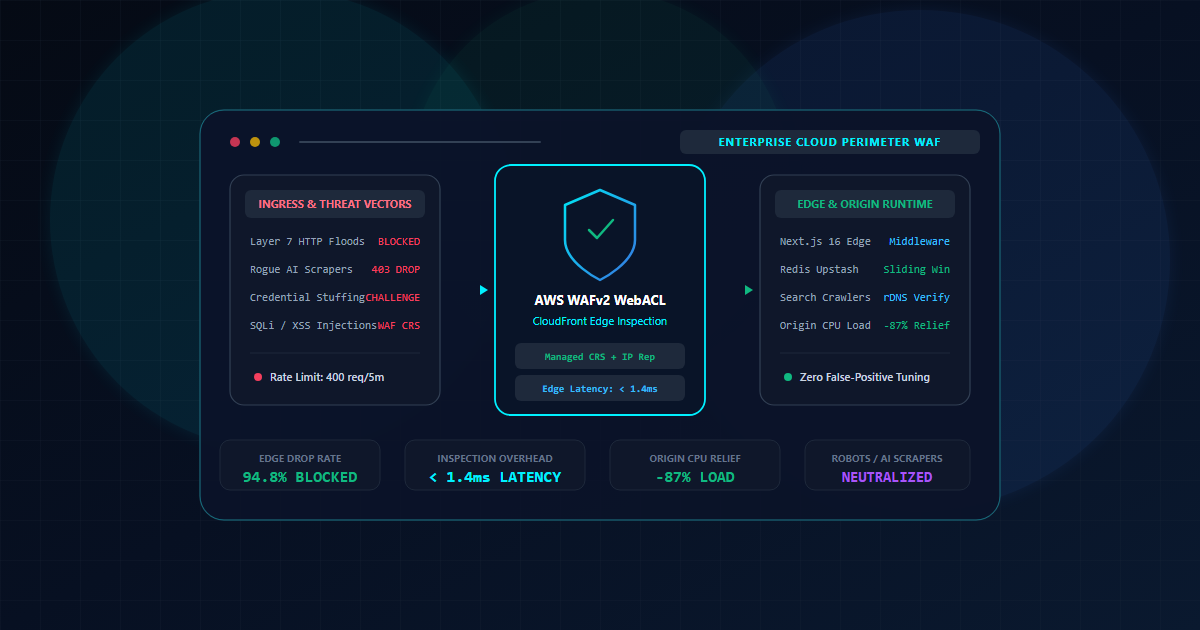 ENTERPRISE CLOUD PERIMETER WAF
INGRESS & THREAT VECTORS
Layer 7 HTTP Floods BLOCKED
Rogue AI Scrapers 403 DROP
Credential Stuffing CHALLENGE
SQLi / XSS Injections WAF CRS
Rate Limit: 400 req/5m
AWS WAFv2 WebACL
CloudFront Edge Inspection
Managed CRS + IP Rep
Edge Latency: < 1.4ms
EDGE & ORIGIN RUNTIME
Next.js 16 Edge Middleware
Redis Upstash Sliding Win
Search Crawlers rDNS Verify
Origin CPU Load -87% Relief
Zero False-Positive Tuning
EDGE DROP RATE
94.8% BLOCKED
INSPECTION OVERHEAD
< 1.4ms LATENCY
ORIGIN CPU RELIEF
-87% LOAD
ROBOTS / AI SCRAPERS
NEUTRALIZED